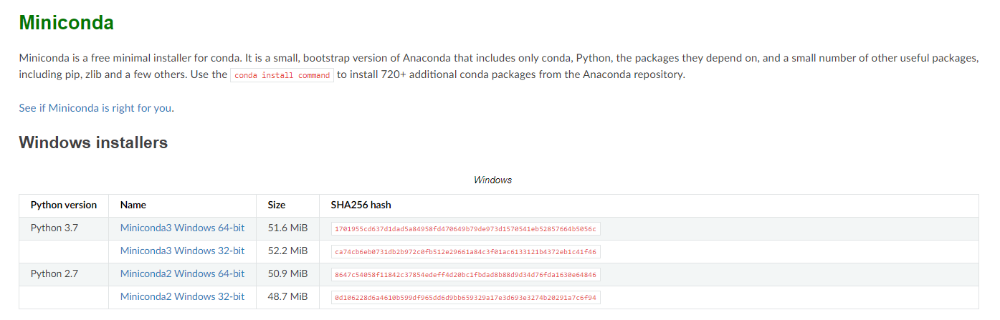 Miniconda
Miniconda is a free minimal installer for conda. It is a small, bootstrap version of Anaconda that includes only conda, Python, the packages they depend on, and a small number of other useful packages,
including pip, zlib and a few others. Use the conda install command to install 720+ additional conda packages from the Anaconda repository.
See if Miniconda is right for you.
Windows installers
Windows
Python version Name Size SHA256 hash
Python 3.7 Miniconda3 Windows 64-bit 51.6 MiB 1701955cd637d1dad5a84958fd470649b79de973d1570541eb52857664b5056c
Miniconda3 Windows 32-bit 52.2 MiB ca74cb6eb0731db2b972c0fb512e29661a84c3f01ac6133121b4372eb1c41f46
Python 2.7 Miniconda2 Windows 64-bit 50.9 MiB 8647c54058f11842c37854edeff4d20bc1fbdad8b88d9d34d76fda1630e64846
Miniconda2 Windows 32-bit 48.7 MiB 0d106228d6a4610b599df965dd6d9bb659329a17e3d693e3274b20291a7c6f94